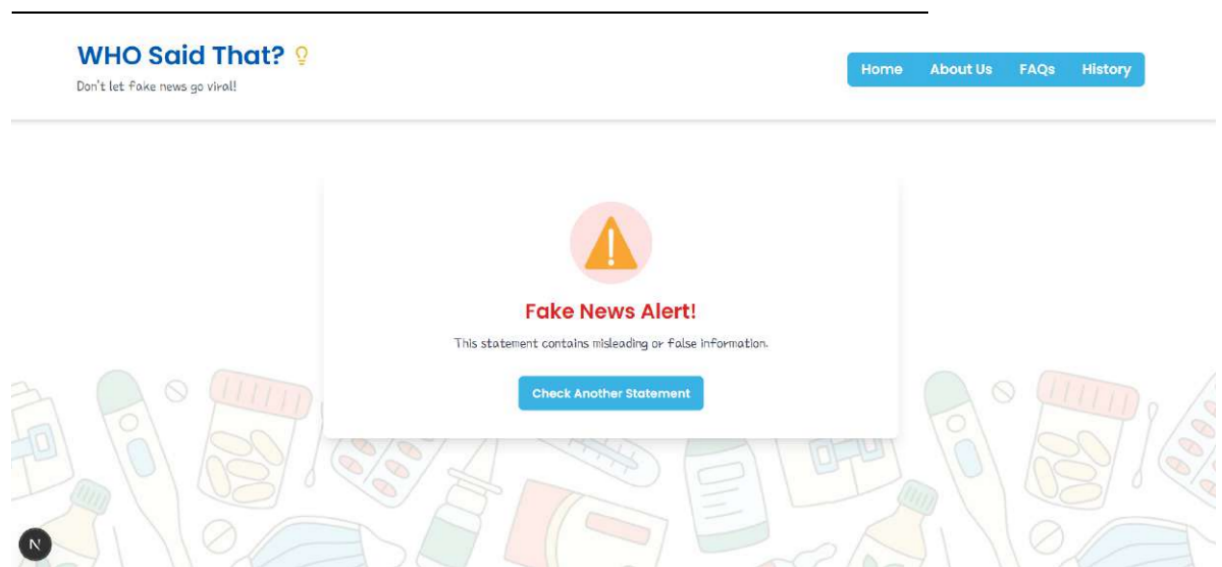 WHO Said That?
Don't let fake news go viral!
Home About Us FAQs History
Fake News Alert!
This statement contains misleading or false information.
Check Another Statement
N